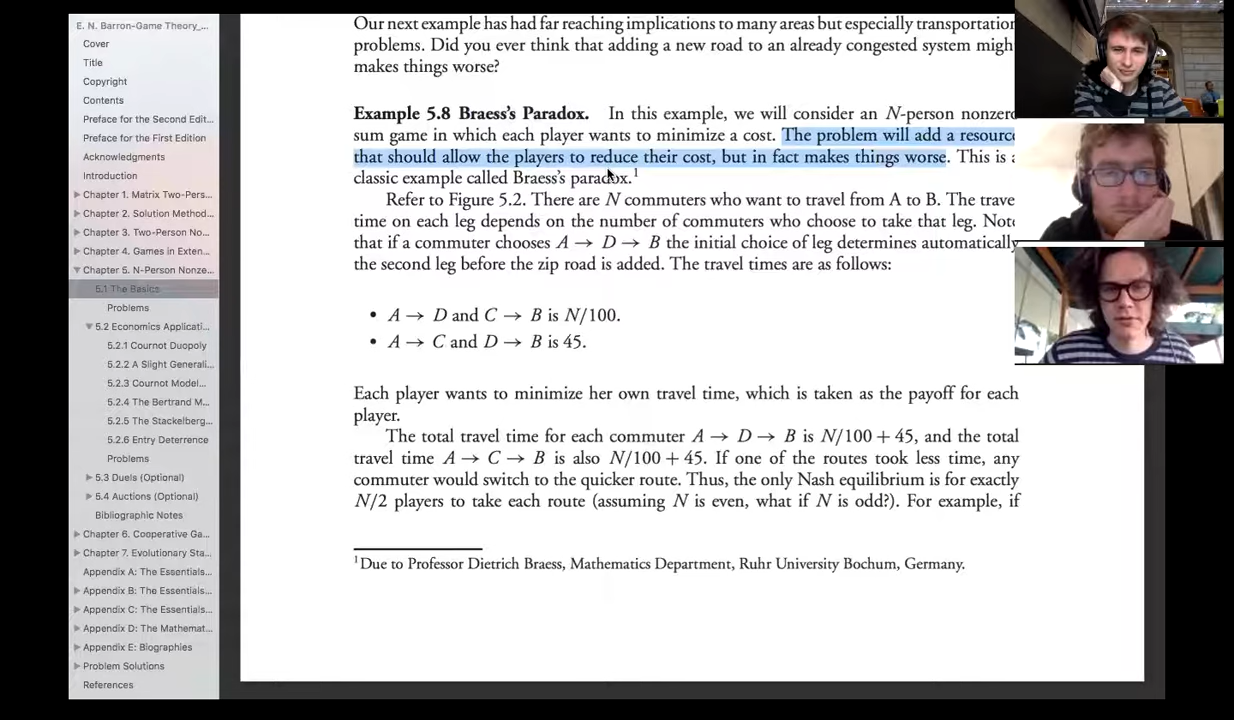 E. N. Barron-Game Theory_...
Cover
Title
Copyright
Contents
Preface for the Second Edit...
Preface for the First Edition
Acknowledgments
Introduction
Chapter 1. Matrix Two-Pers...
Chapter 2. Solution Method...
Chapter 3. Two-Person No...
Chapter 4. Games in Exten...
Chapter 5. N-Person Nonze...
5.1 The Basics
Problems
5.2 Economics Applicati...
5.2.1 Cournot Duopoly
5.2.2 A Slight Generali...
5.2.3 Cournot Model...
5.2.4 The Bertrand M...
5.2.5 The Stackelberg...
5.2.6 Entry Deterrence
Problems
5.3 Duels (Optional)
5.4 Auctions (Optional)
Bibliographic Notes
Chapter 6. Cooperative Ga...
Chapter 7. Evolutionary Sta...
Appendix A: The Essentials...
Appendix B: The Essentials...
Appendix C: The Essentials...
Appendix D: The Mathemat...
Appendix E: Biographies
Problem Solutions
References
Our next example has had far reaching implications to many areas but especially transportation
problems. Did you ever think that adding a new road to an already congested system migh
makes things worse?
Example 5.8 Braess's Paradox. In this example, we will consider an N-person nonzero
sum game in which each player wants to minimize a cost. The problem will add a resourc
that should allow the players to reduce their cost, but in fact makes things worse. This is a
classic example called Braess's paradox.1
Refer to Figure 5.2. There are N commuters who want to travel from A to B. The trave
time on each leg depends on the number of commuters who choose to take that leg. Not
that if a commuter chooses A → D → B the initial choice of leg determines automatically
the second leg before the zip road is added. The travel times are as follows:
• A → D and C → B is N/100.
• A → C and D → B is 45.
Each player wants to minimize her own travel time, which is taken as the payoff for each
player.
The total travel time for each commuter A → D → B is N/100 + 45, and the total
travel time A → C → B is also N/100 + 45. If one of the routes took less time, any
commuter would switch to the quicker route. Thus, the only Nash equilibrium is for exactly
N/2 players to take each route (assuming N is even, what if N is odd?). For example, if
1 Due to Professor Dietrich Braess, Mathematics Department, Ruhr University Bochum, Germany.